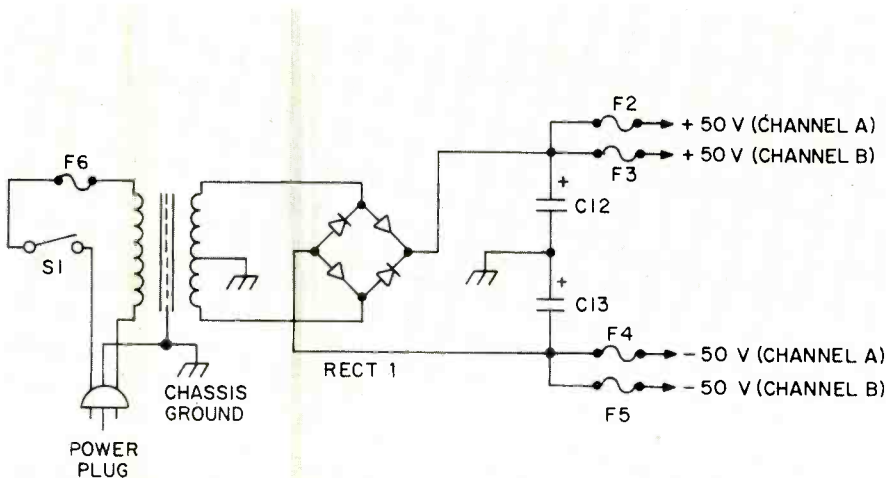 F2
+ 50 V (CHANNEL A)
+ 50 V (CHANNEL B)
F3
F6
+
C12
S1
+
C13
F4
- 50 V (CHANNEL A)
RECT 1
- 50 V (CHANNEL B)
CHASSIS
GROUND
F5
POWER
PLUG